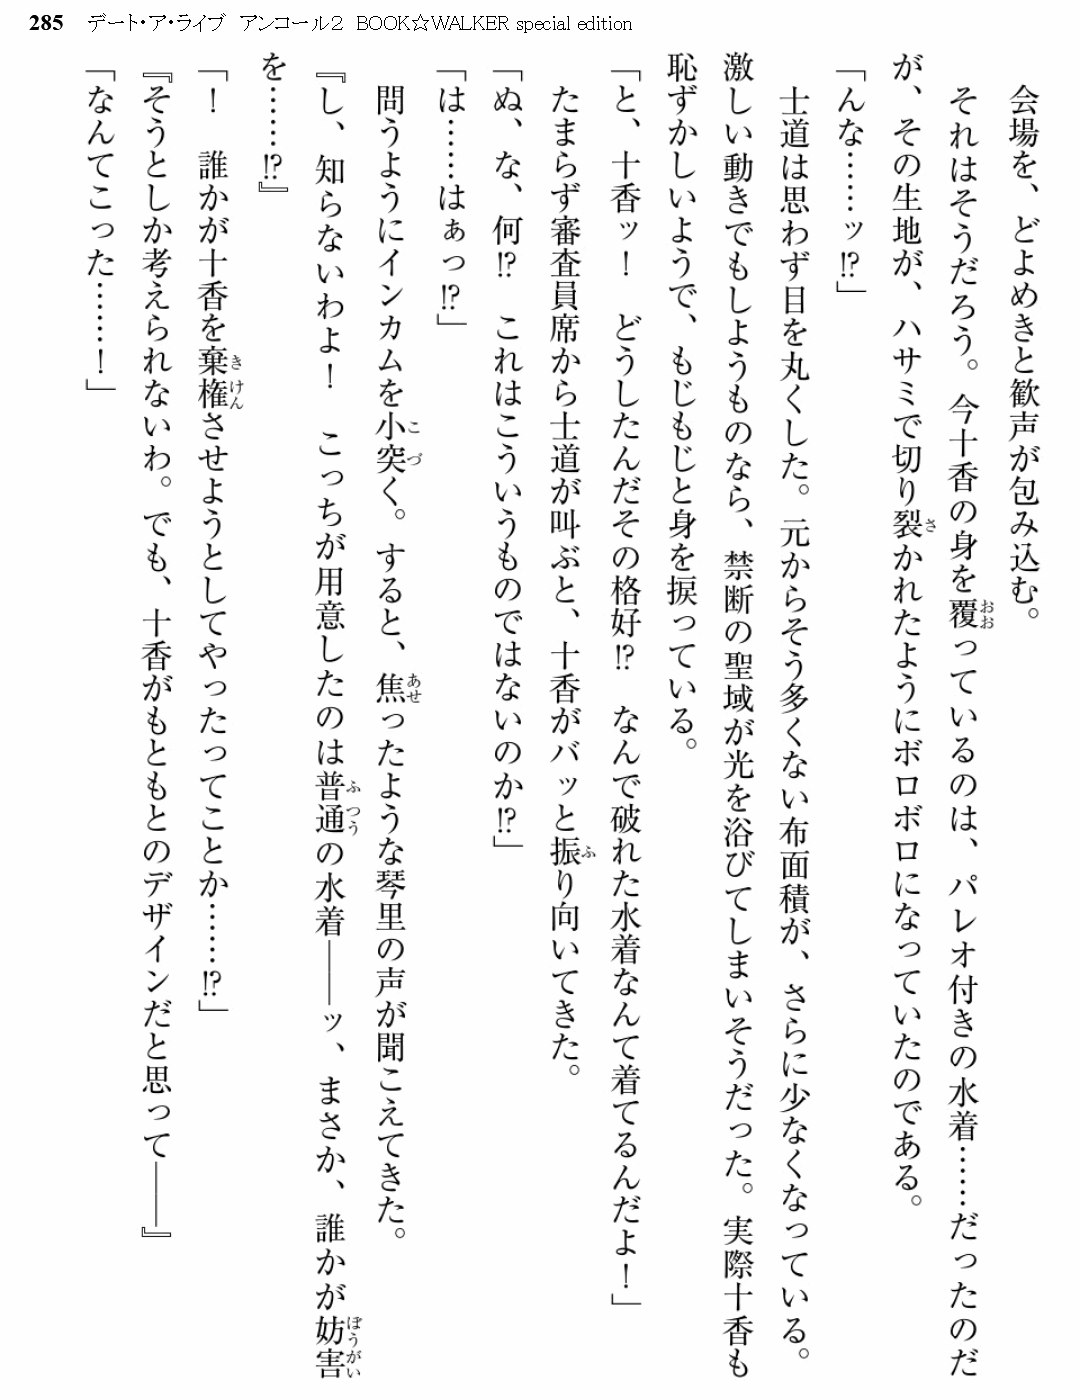 285 デート・ア・ライブ アンコール2 BOOK☆WALKER special edition
会場を、どよめきと歓声が包み込む。
それはそうだろう。今十香の身を覆っているのは、パレオ付きの水着……だったのだ
が、その生地が、ハサミで切り裂かれたようにボロボロになっていたのである。
「んな……ッ⁉」
士道は思わず目を丸くした。元からそう多くない布面積が、さらに少なくなっている。
激しい動きでもしようものなら、禁断の聖域が光を浴びてしまいそうだった。実際十香も
恥ずかしいようで、もじもじと身を捩っている。
「と、十香ッ！　どうしたんだその格好⁉　なんで破れた水着なんて着てるんだよ！」
たまらず審査員席から士道が叫ぶと、十香がバッと振り向いてきた。
「ぬ、な、何⁉　これはこういうものではないのか⁉」
「は……はぁっ⁉」
問うようにインカムを小突く。すると、焦ったような琴里の声が聞こえてきた。
『し、知らないわよ！　こっちが用意したのは普通の水着――ッ、まさか、誰かが妨害
を……⁉』
「！　誰かが十香を棄権させようとしてやったってことか……⁉」
『そうとしか考えられないわ。でも、十香がもともとのデザインだと思って――』
「なんてこった……！」